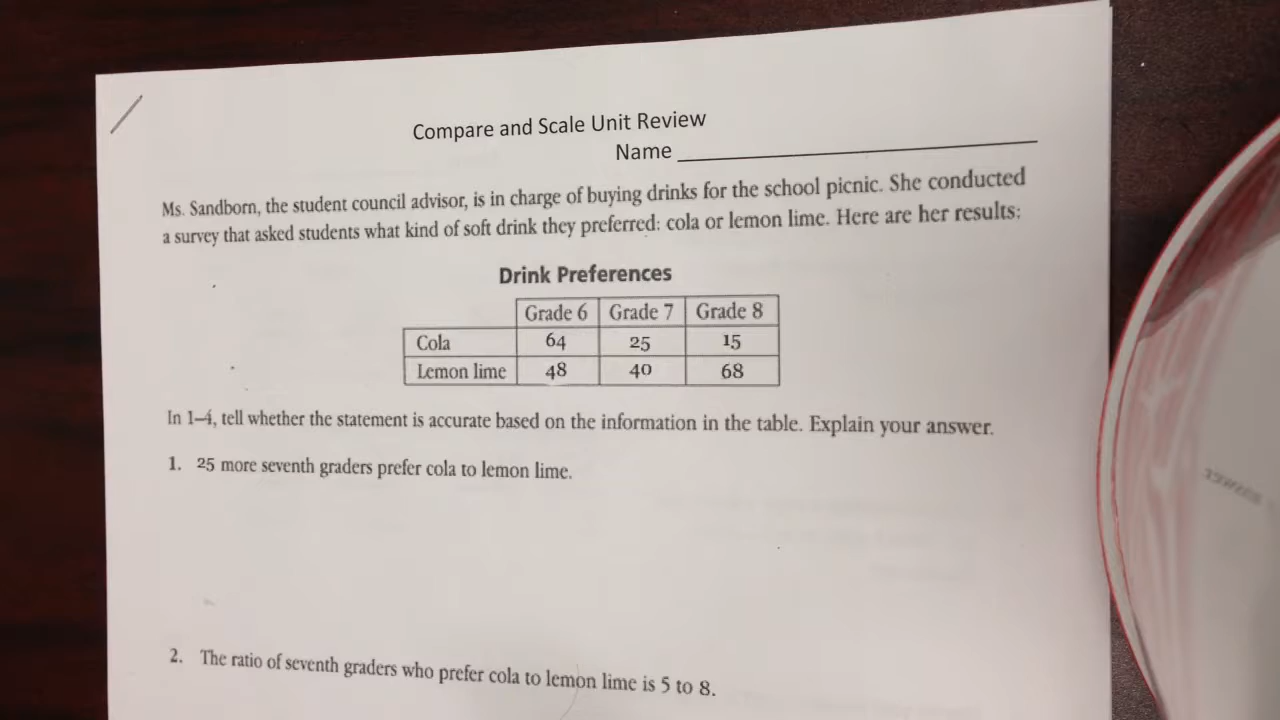 Compare and Scale Unit Review
Name
Ms. Sandborn, the student council advisor, is in charge of buying drinks for the school picnic. She conducted
a survey that asked students what kind of soft drink they preferred: cola or lemon lime. Here are her results:
Drink Preferences
Grade 6 Grade 7 Grade 8
Cola 64 25 15
Lemon lime 48 40 68
In 1–4, tell whether the statement is accurate based on the information in the table. Explain your answer.
1. 25 more seventh graders prefer cola to lemon lime.
2. The ratio of seventh graders who prefer cola to lemon lime is 5 to 8.